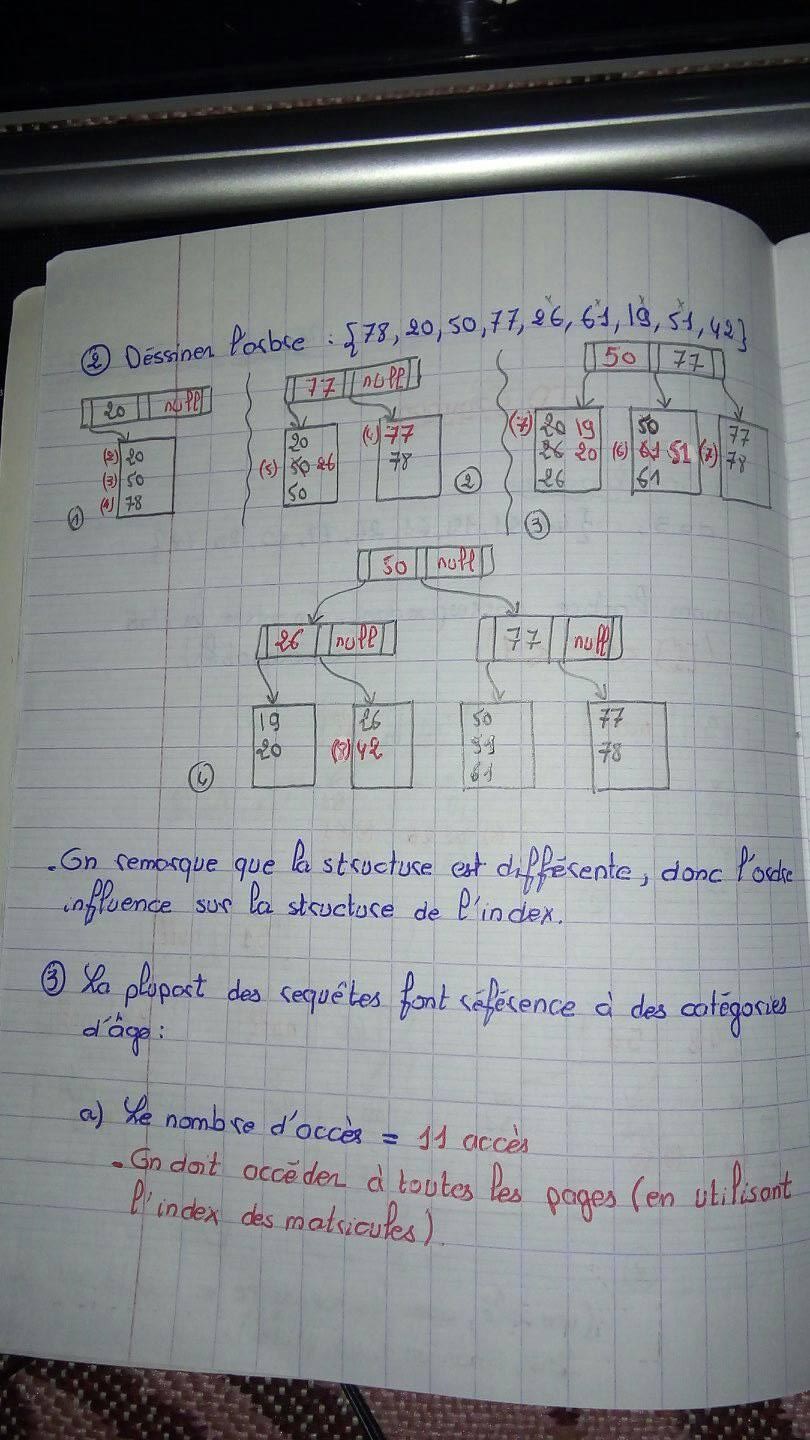 ② Déssiner l'arbre : {78, 20, 50, 77, 26, 61, 19, 51, 42}
20 null
(2) 20
(3) 50
(4) 78
①
77 null
20
(5) 50 26
50
(4) 77
78
②
50 77
(7) 20 19
26 20
26
50
(6) 61 51
61
(7) 77
78
③
50 null
26 null
77 null
19
20
26
(8) 42
50
51
61
77
78
④
. On remarque que la structure est différente, donc l'ordre
influence sur la structure de l'index.
③ La plupart des requêtes font référence à des catégories
d'âge :
a) Le nombre d'accès = 11 accès
. On doit accéder à toutes les pages (en utilisant
l'index des matricules).